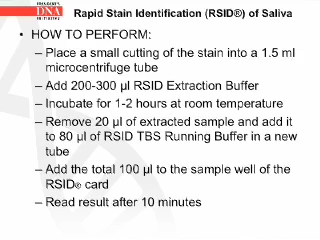 PRESIDENT'S
DNA
INITIATIVE
Rapid Stain Identification (RSID®) of Saliva
• HOW TO PERFORM:
– Place a small cutting of the stain into a 1.5 ml
microcentrifuge tube
– Add 200-300 µl RSID Extraction Buffer
– Incubate for 1-2 hours at room temperature
– Remove 20 µl of extracted sample and add it
to 80 µl of RSID TBS Running Buffer in a new
tube
– Add the total 100 µl to the sample well of the
RSID® card
– Read result after 10 minutes